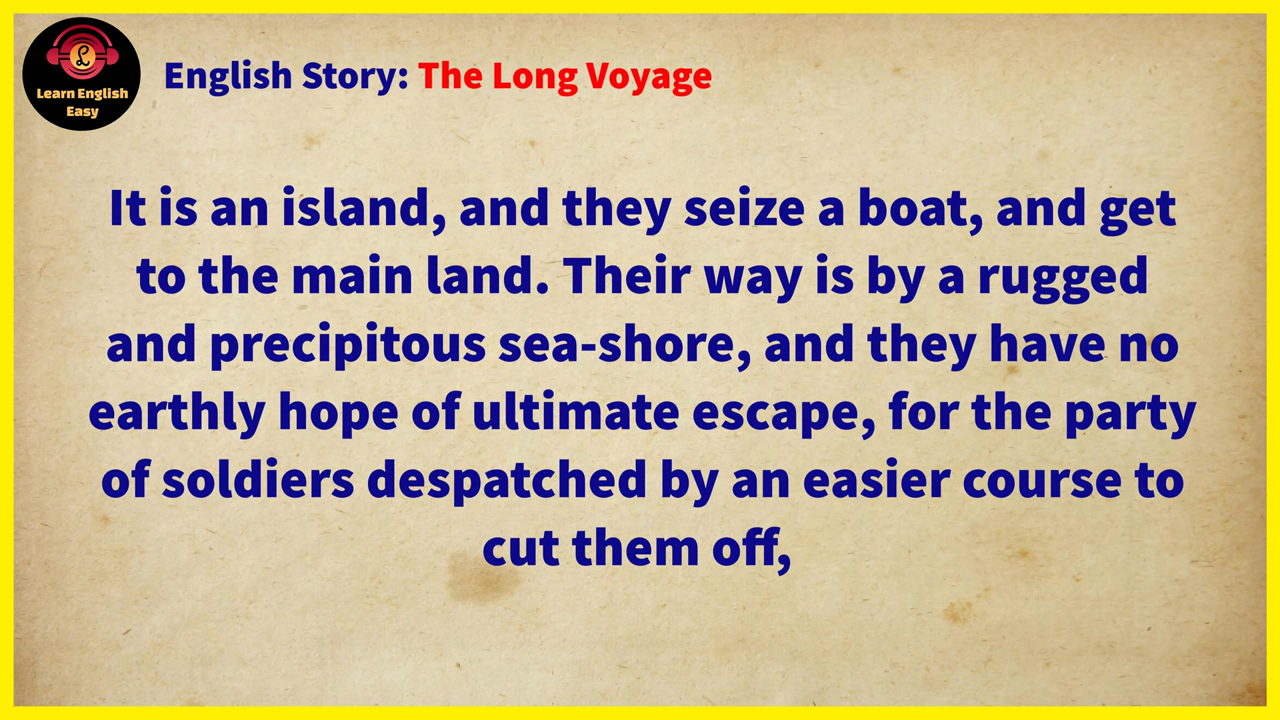 Learn English
Easy
English Story: The Long Voyage
It is an island, and they seize a boat, and get
to the main land. Their way is by a rugged
and precipitous sea-shore, and they have no
earthly hope of ultimate escape, for the party
of soldiers despatched by an easier course to
cut them off,